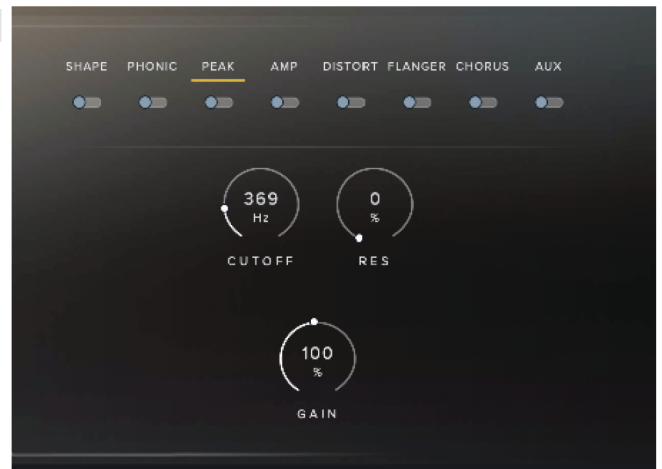 SHAPE PHONIC PEAK AMP DISTORT FLANGER CHORUS AUX
369 0
Hz %
CUTOFF RES
100
%
GAIN